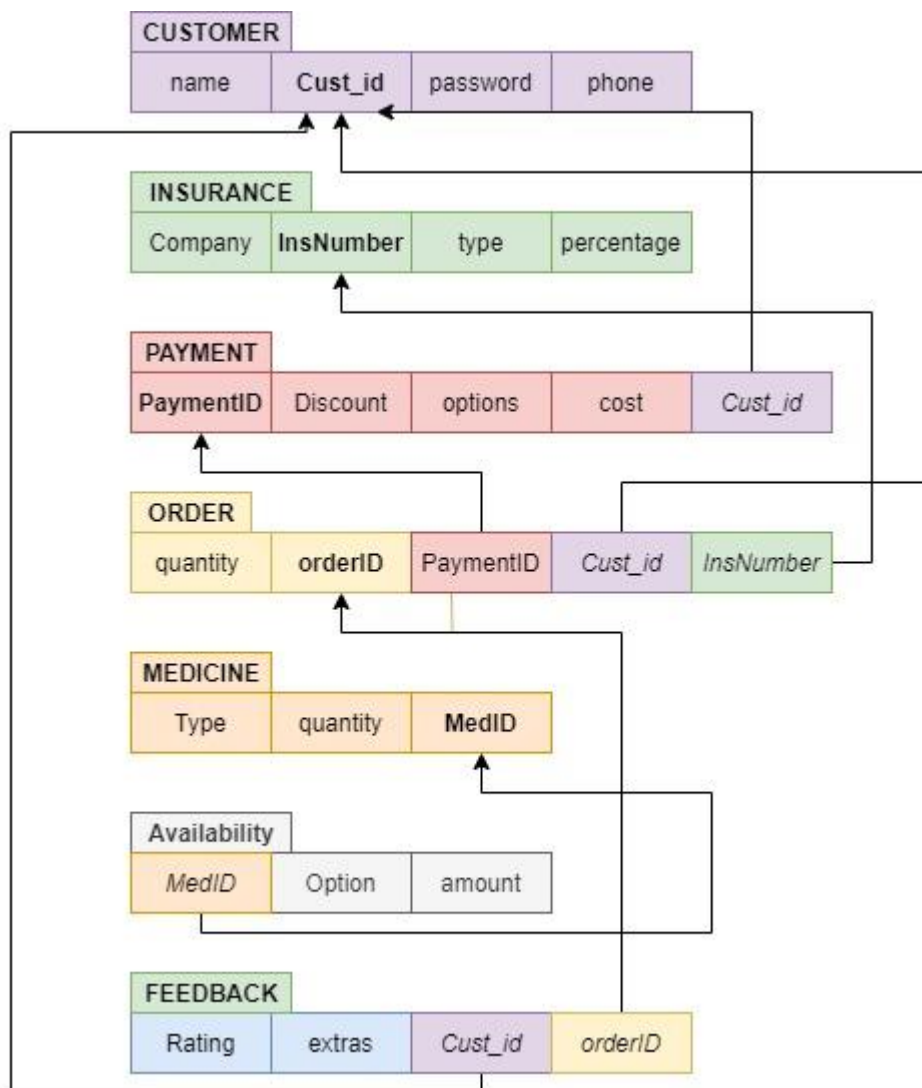 CUSTOMER
name Cust_id password phone
INSURANCE
Company InsNumber type percentage
PAYMENT
PaymentID Discount options cost Cust_id
ORDER
quantity orderID PaymentID Cust_id InsNumber
MEDICINE
Type quantity MedID
Availability
MedID Option amount
FEEDBACK
Rating extras Cust_id orderID